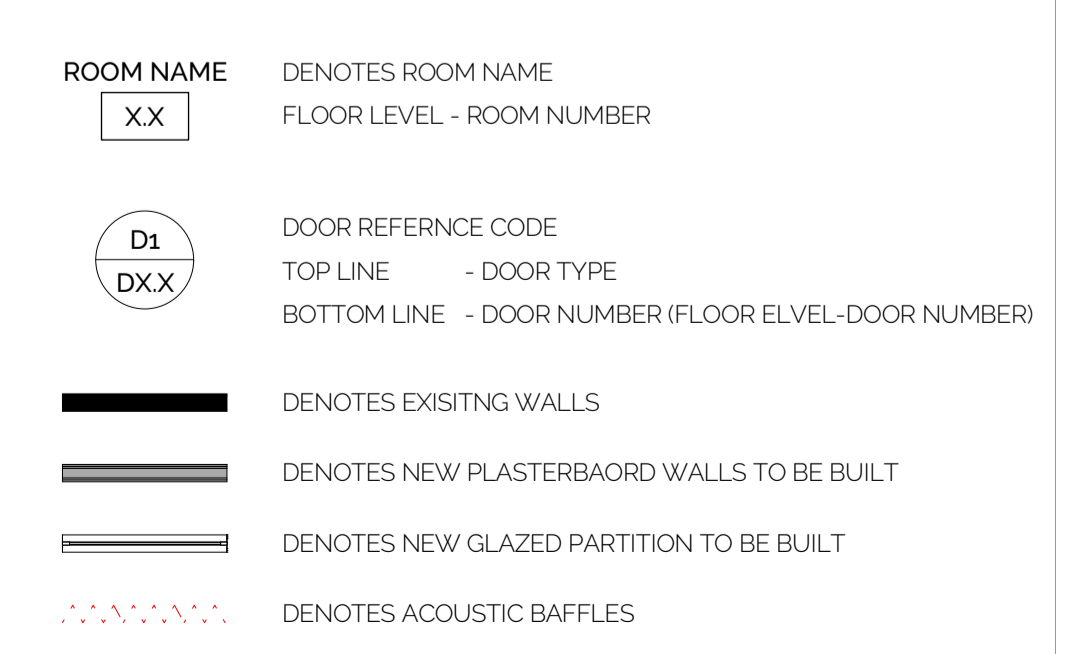 ROOM NAME DENOTES ROOM NAME
X.X FLOOR LEVEL - ROOM NUMBER
DOOR REFERNCE CODE
D1
TOP LINE - DOOR TYPE
DX.X
BOTTOM LINE - DOOR NUMBER (FLOOR ELVEL-DOOR NUMBER)
DENOTES EXISITNG WALLS
DENOTES NEW PLASTERBAORD WALLS TO BE BUILT
DENOTES NEW GLAZED PARTITION TO BE BUILT
DENOTES ACOUSTIC BAFFLES